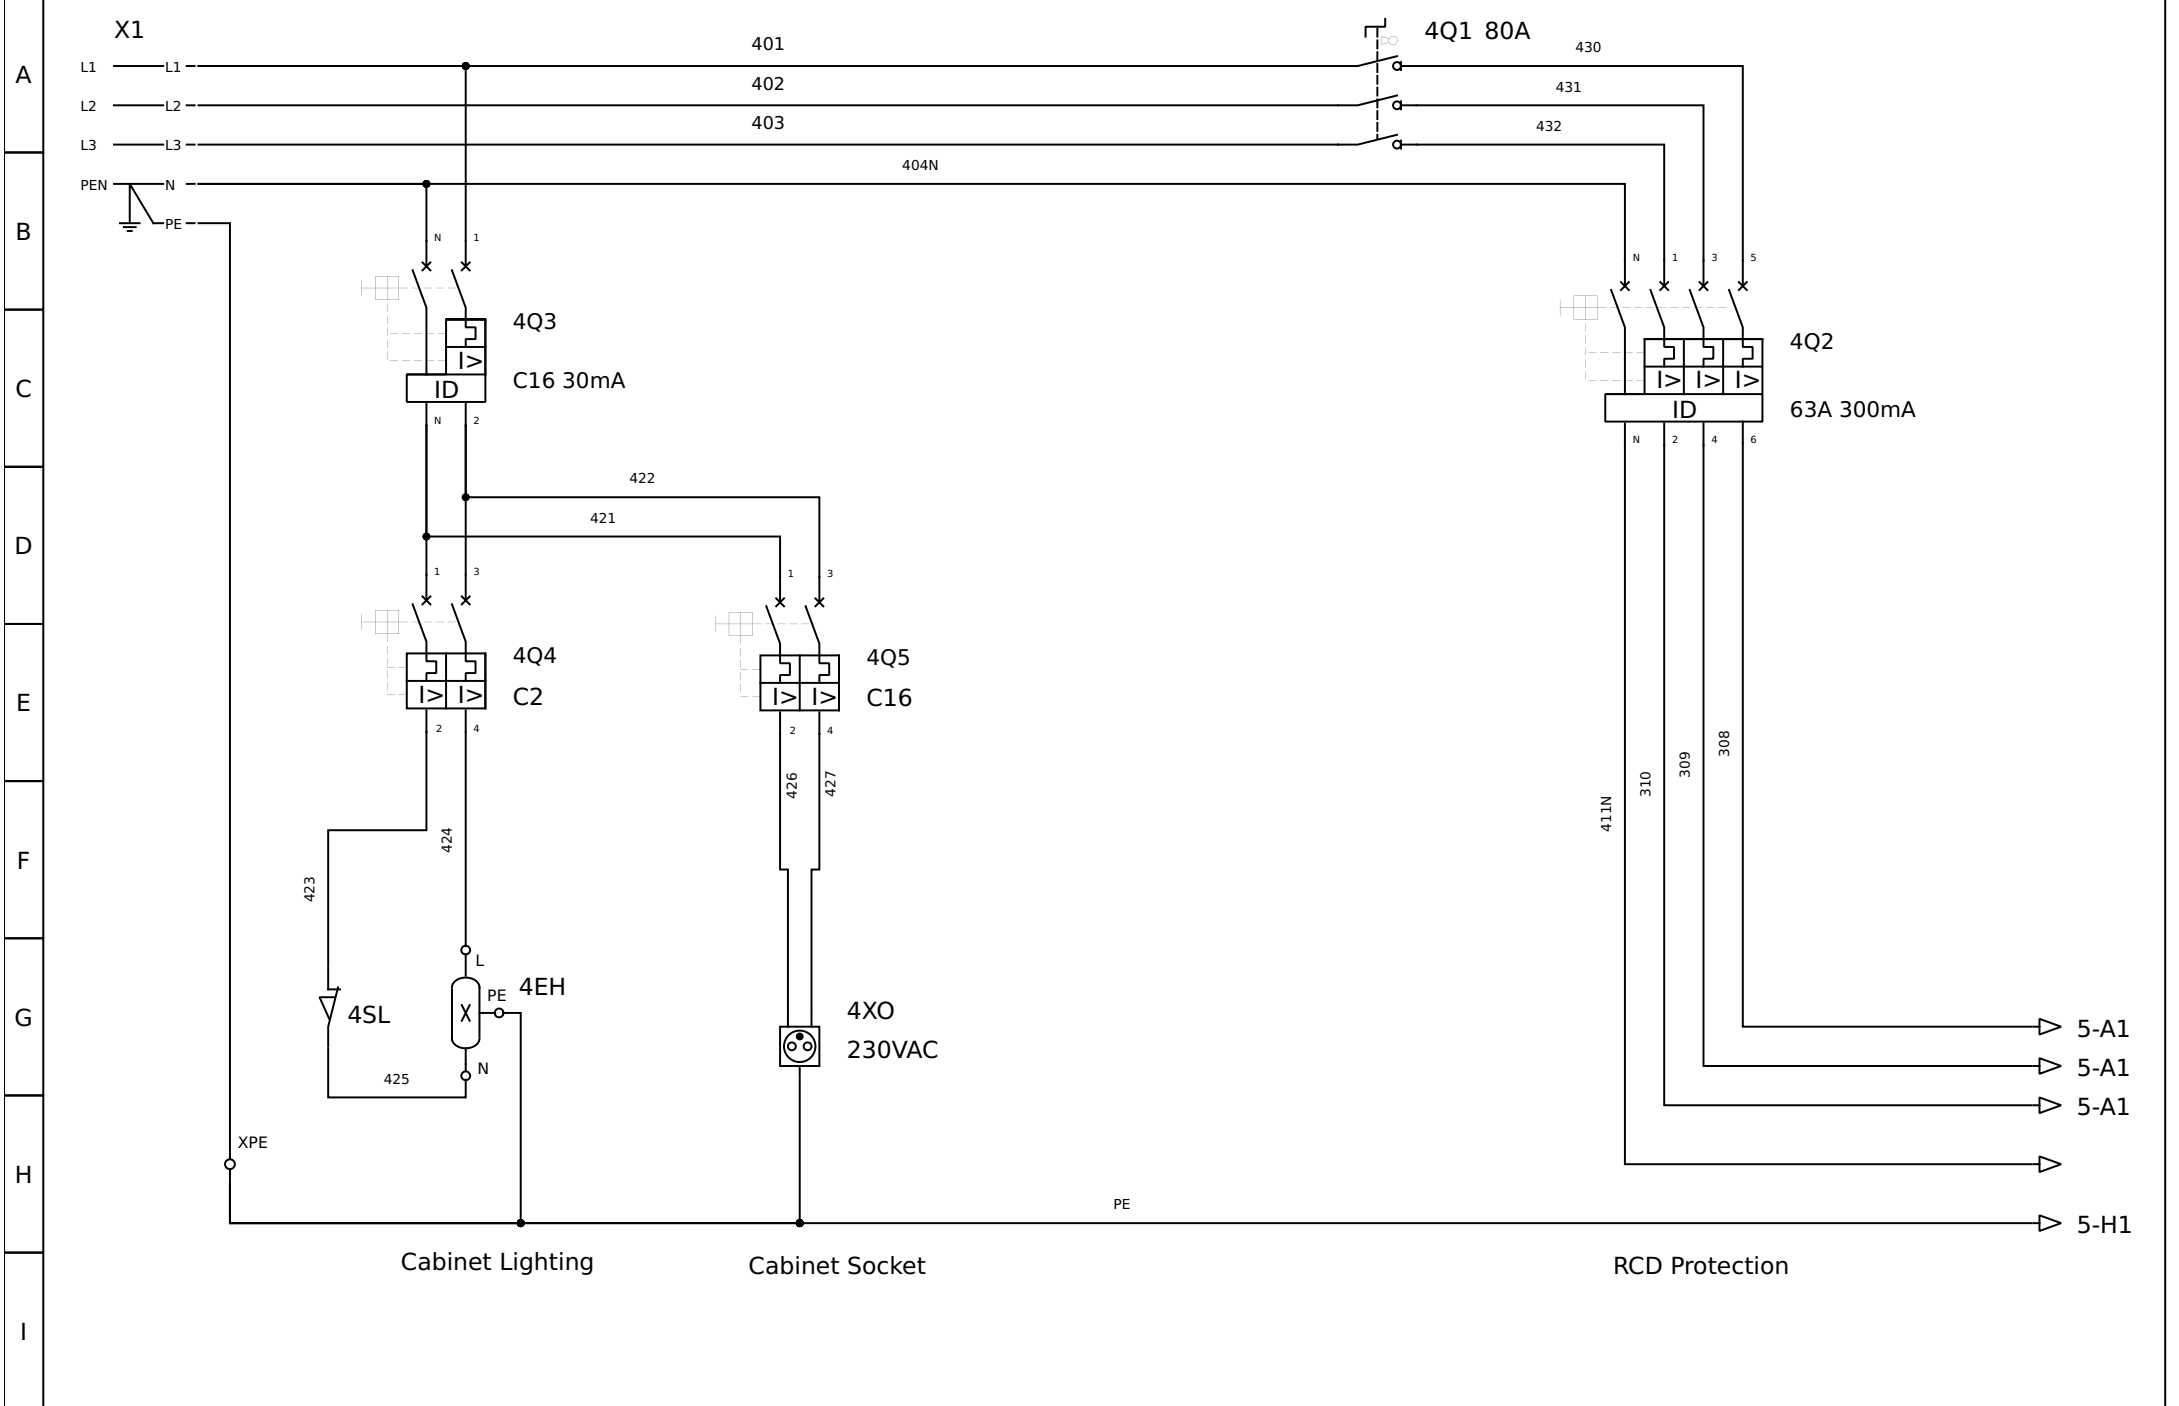 X1
4Q1 80A
401
430
A
L1
L1
402
431
L2
L2
403
432
L3
L3
404N
PEN
N
PE
B
N
1
N
1
3
5
4Q3
4Q2
I>
C16 30mA
ID
C
I>
I>
I>
63A 300mA
ID
N
2
N
2
4
6
422
421
D
1
3
1
3
4Q4
4Q5
I>
I>
C2
I>
I>
C16
E
2
4
2
4
426
427
411N
310
309
308
424
F
423
L
4EH
PE
X
4SL
G
4XO
230VAC
5-A1
N
425
5-A1
5-A1
XPE
H
PE
5-H1
Cabinet Lighting
Cabinet Socket
RCD Protection
I